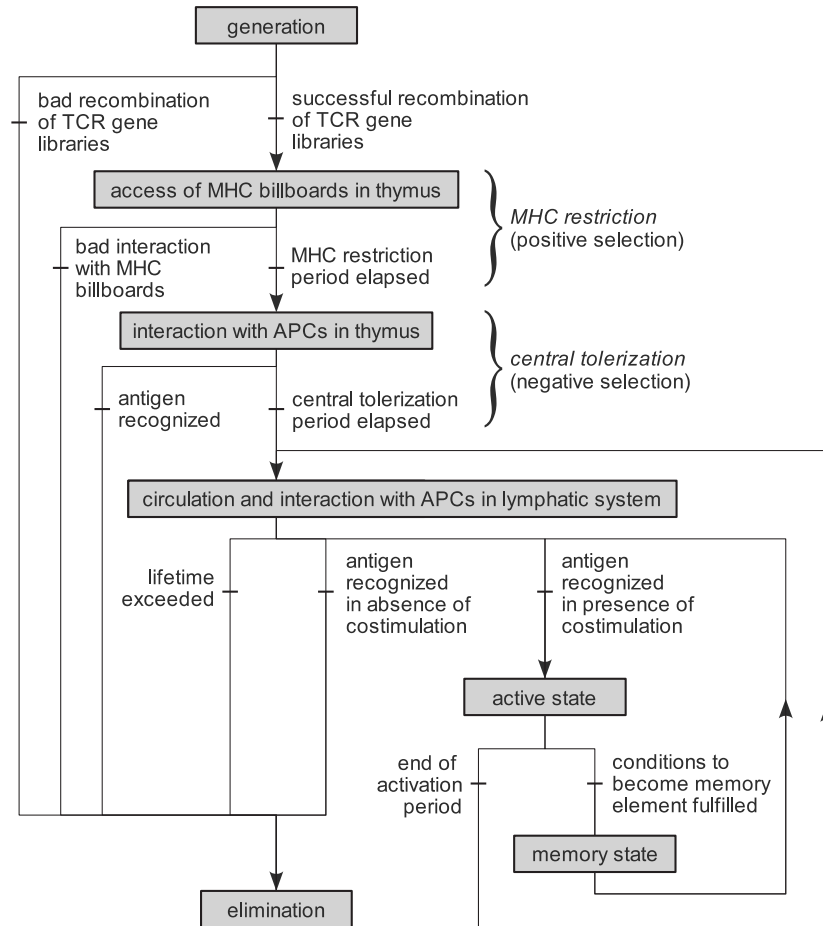 generation
bad recombination
of TCR gene
libraries
successful recombination
of TCR gene
libraries
access of MHC billboards in thymus
MHC restriction
(positive selection)
bad interaction
with MHC
billboards
MHC restriction
period elapsed
interaction with APCs in thymus
central tolerization
(negative selection)
antigen
recognized
central tolerization
period elapsed
circulation and interaction with APCs in lymphatic system
lifetime
exceeded
antigen
recognized
in absence of
costimulation
antigen
recognized
in presence of
costimulation
active state
end of
activation
period
conditions to
become memory
element fulfilled
memory state
elimination